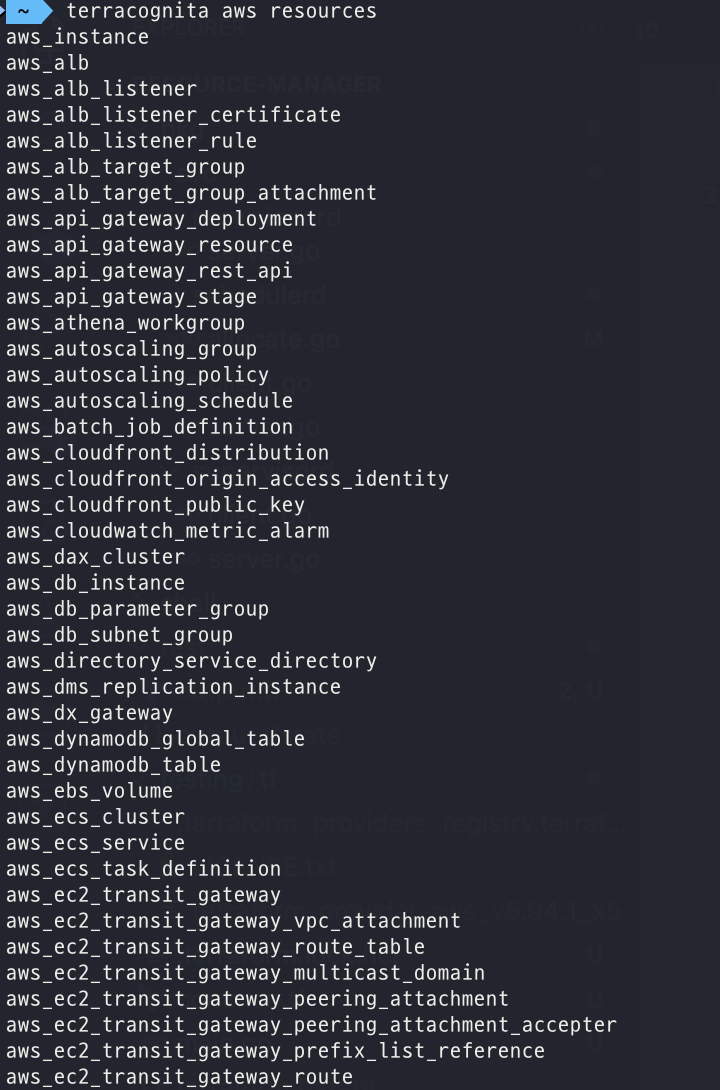 ~ terracognita aws resources
aws_instance
aws_alb
aws_alb_listener
aws_alb_listener_certificate
aws_alb_listener_rule
aws_alb_target_group
aws_alb_target_group_attachment
aws_api_gateway_deployment
aws_api_gateway_resource
aws_api_gateway_rest_api
aws_api_gateway_stage
aws_athena_workgroup
aws_autoscaling_group
aws_autoscaling_policy
aws_autoscaling_schedule
aws_batch_job_definition
aws_cloudfront_distribution
aws_cloudfront_origin_access_identity
aws_cloudfront_public_key
aws_cloudwatch_metric_alarm
aws_dax_cluster
aws_db_instance
aws_db_parameter_group
aws_db_subnet_group
aws_directory_service_directory
aws_dms_replication_instance
aws_dx_gateway
aws_dynamodb_global_table
aws_dynamodb_table
aws_ebs_volume
aws_ecs_cluster
aws_ecs_service
aws_ecs_task_definition
aws_ec2_transit_gateway
aws_ec2_transit_gateway_vpc_attachment
aws_ec2_transit_gateway_route_table
aws_ec2_transit_gateway_multicast_domain
aws_ec2_transit_gateway_peering_attachment
aws_ec2_transit_gateway_peering_attachment_accepter
aws_ec2_transit_gateway_prefix_list_reference
aws_ec2_transit_gateway_route